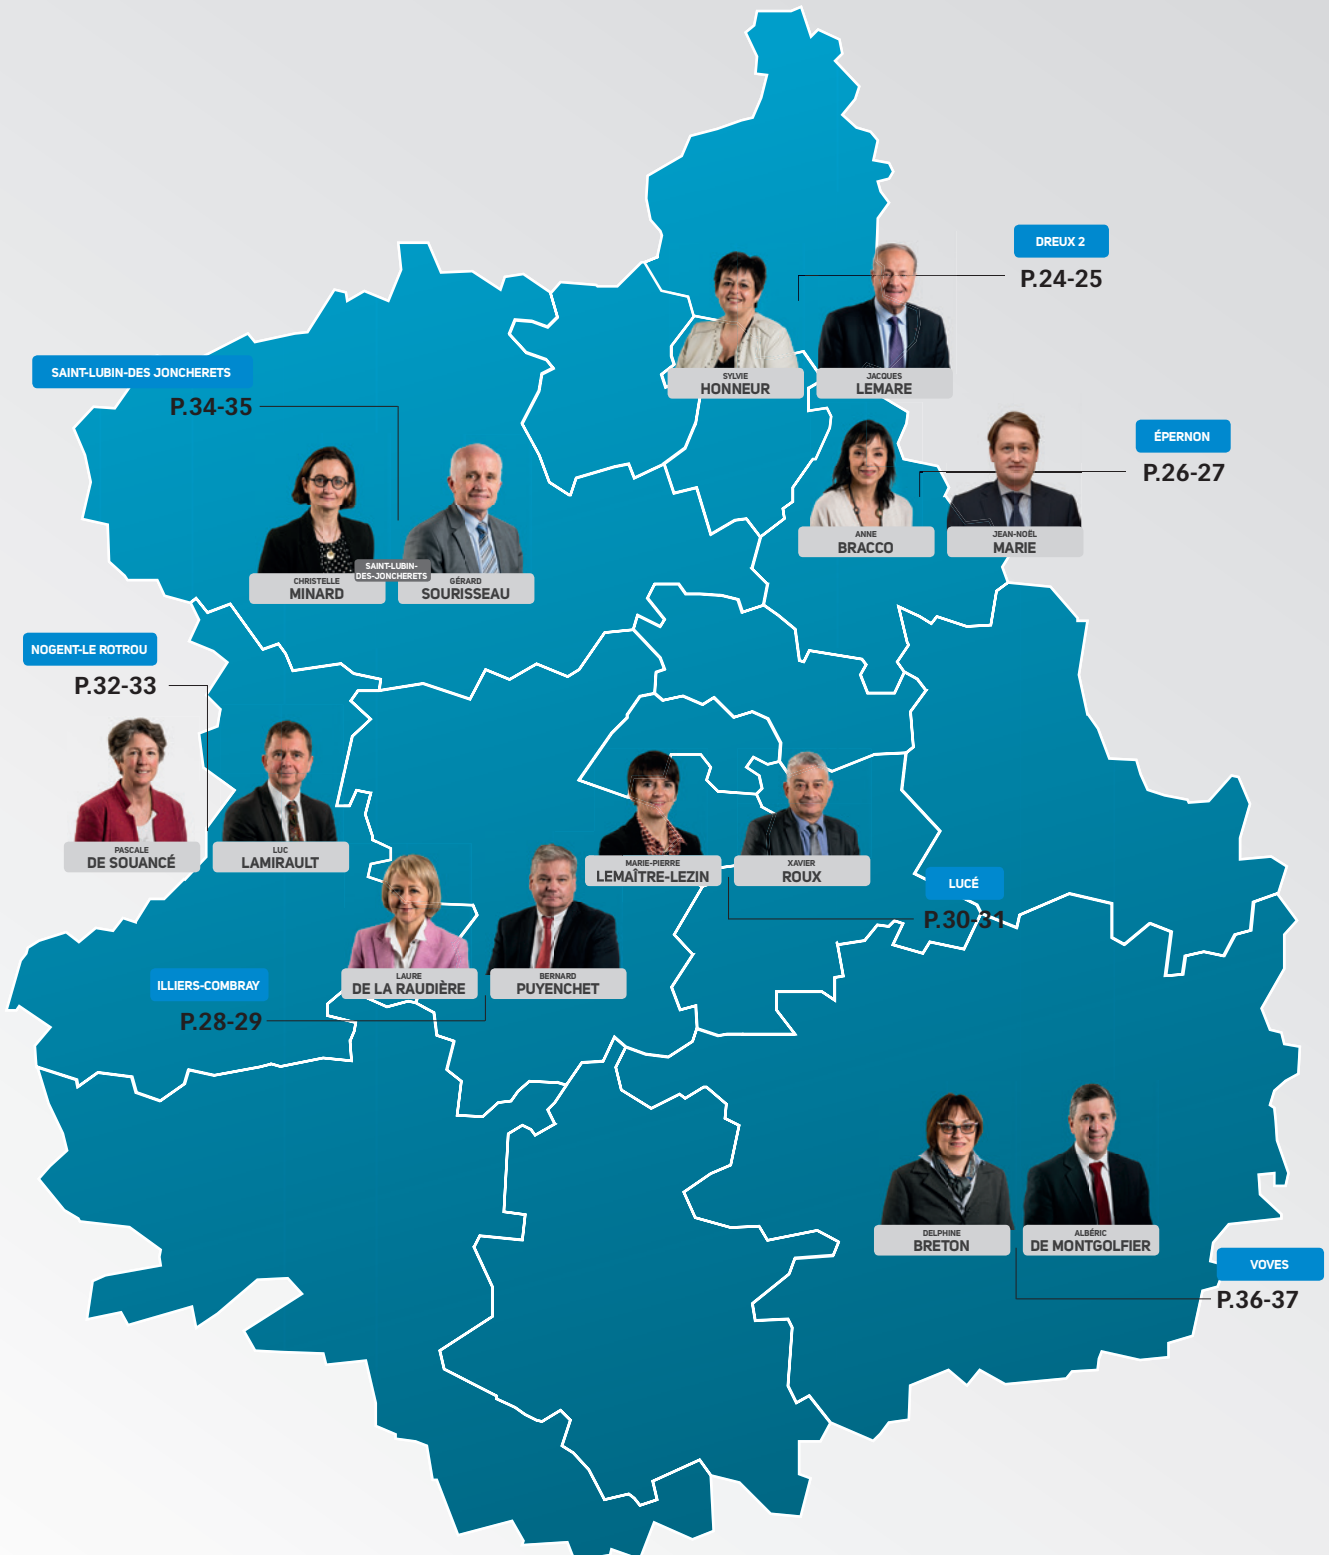 DREUX 2
P.24-25
SYLVIE
HONNEUR
JACQUES
LEMARE
SAINT-LUBIN-DES JONCHERETS
P.34-35
ÉPERNON
P.26-27
ANNE
BRACCO
JEAN-NOËL
MARIE
SAINT-LUBIN-
DES-JONCHERETS
CHRISTELLE
MINARD
GÉRARD
SOURISSEAU
NOGENT-LE ROTROU
P.32-33
PASCALE
DE SOUANCÉ
LUC
LAMIRAULT
MARIE-PIERRE
LEMAÎTRE-LEZIN
XAVIER
ROUX
LUCÉ
P.30-31
LAURE
DE LA RAUDIÈRE
BERNARD
PUYENCHET
ILLIERS-COMBRAY
P.28-29
DELPHINE
BRETON
ALBÉRIC
DE MONTGOLFIER
VOVES
P.36-37